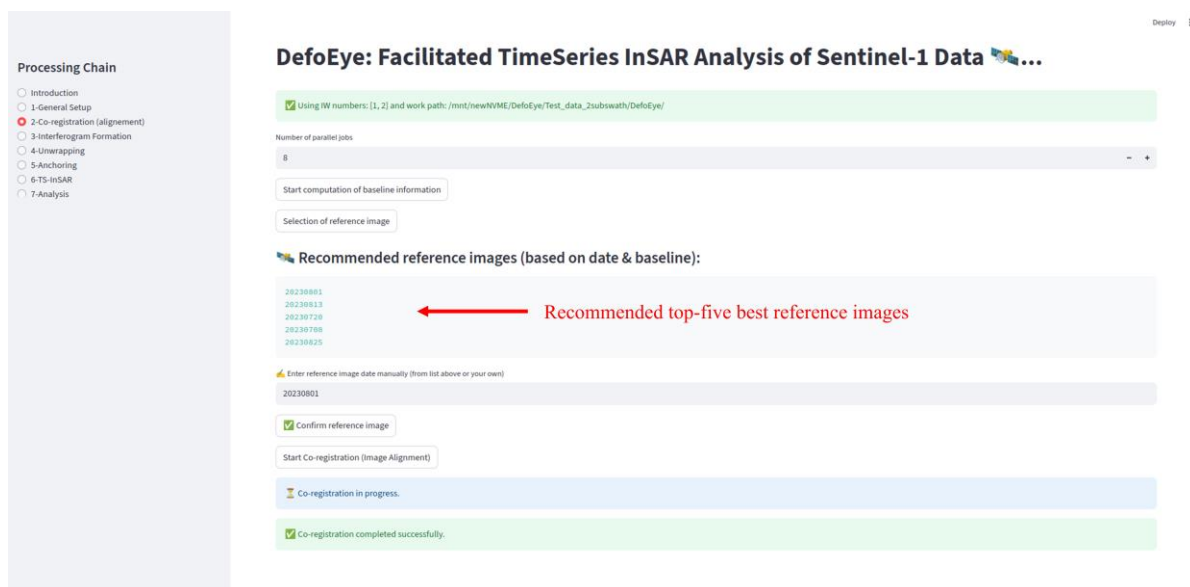 Deploy
Processing Chain
Introduction
1-General Setup
2-Co-registration (alignement)
3-Interferogram Formation
4-Unwrapping
5-Anchoring
6-TS-InSAR
7-Analysis
DefoEye: Facilitated TimeSeries InSAR Analysis of Sentinel-1 Data 🛰️...
✅ Using IW numbers: [1, 2] and work path: /mnt/newNVME/DefoEye/Test_data_2subswath/DefoEye/
Number of parallel jobs
8
- +
Start computation of baseline information
Selection of reference image
🛰️ Recommended reference images (based on date & baseline):
20230801
20230813
20230720
20230708
20230825
Recommended top-five best reference images
✍️ Enter reference image date manually (from list above or your own)
20230801
✅ Confirm reference image
Start Co-registration (Image Alignment)
⏳ Co-registration in progress.
✅ Co-registration completed successfully.